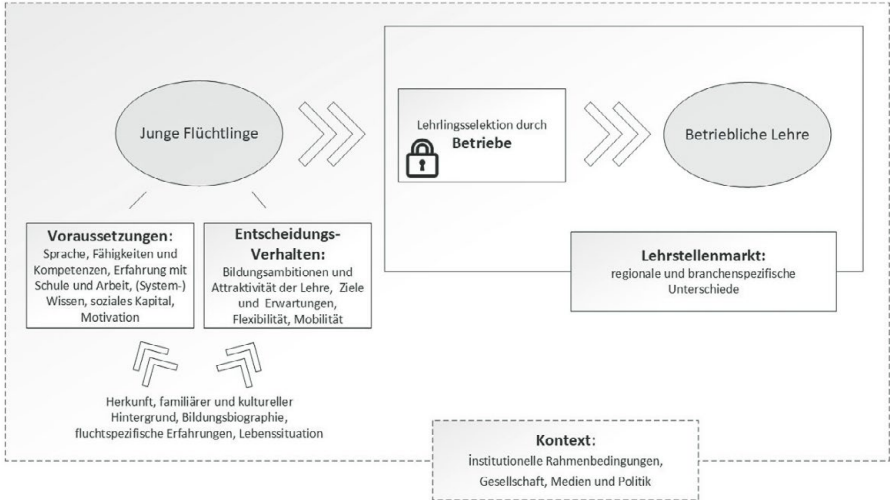 Junge Flüchtlinge
Lehrlingsselektion durch
Betriebe
Betriebliche Lehre
Voraussetzungen:
Sprache, Fähigkeiten und
Kompetenzen, Erfahrung mit
Schule und Arbeit, (System-)
Wissen, soziales Kapital,
Motivation
Entscheidungs-
Verhalten:
Bildungsambitionen und
Attraktivität der Lehre, Ziele
und Erwartungen,
Flexibilität, Mobilität
Lehrstellenmarkt:
regionale und branchenspezifische
Unterschiede
Herkunft, familiärer und kultureller
Hintergrund, Bildungsbiographie,
fluchtspezifische Erfahrungen, Lebenssituation
Kontext:
institutionelle Rahmenbedingungen,
Gesellschaft, Medien und Politik